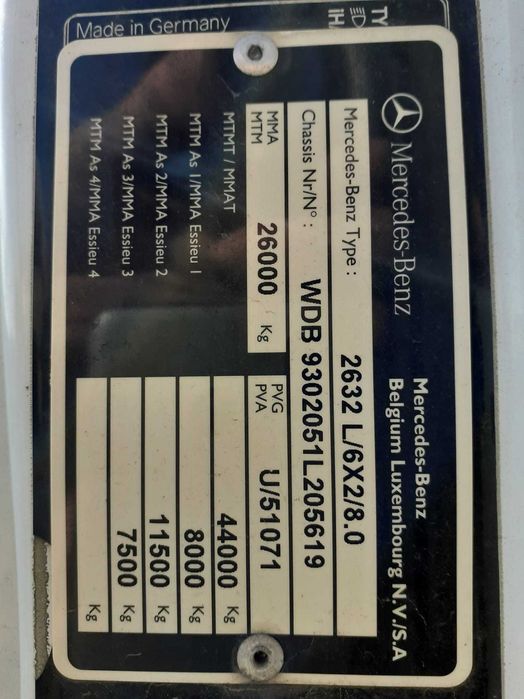 Made in Germany
TY
Mercedes-Benz
Mercedes-Benz
Belgium Luxembourg N.V./S.A
Mercedes-Benz Type : 2632 L/6X2/8.0
Chassis Nr/N° : WDB 9302051L205619
MMA
MTM 26000 Kg
PVG
PVA U/51071
MTMT / MMAT 44000 Kg
MTM As 1/MMA Essieu 1 8000 Kg
MTM As 2/MMA Essieu 2 11500 Kg
MTM As 3/MMA Essieu 3 7500 Kg
MTM As 4/MMA Essieu 4 Kg